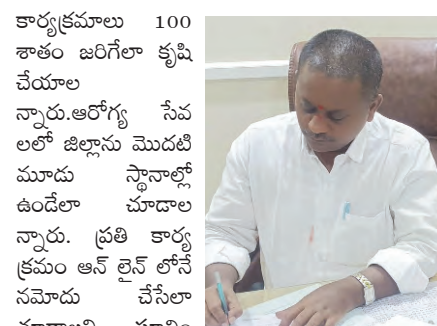 కార్యక్రమాలు 100
శాతం జరిగేలా కృషి
చేయాల
న్నారు.ఆరోగ్య సేవ
లలో జిల్లాను మొదటి
మూడు స్థానాల్లో
ఉండేలా చూడాల
న్నారు. ప్రతి కార్య
క్రమం ఆన్ లైన్ లోనే
నమోదు చేసేలా